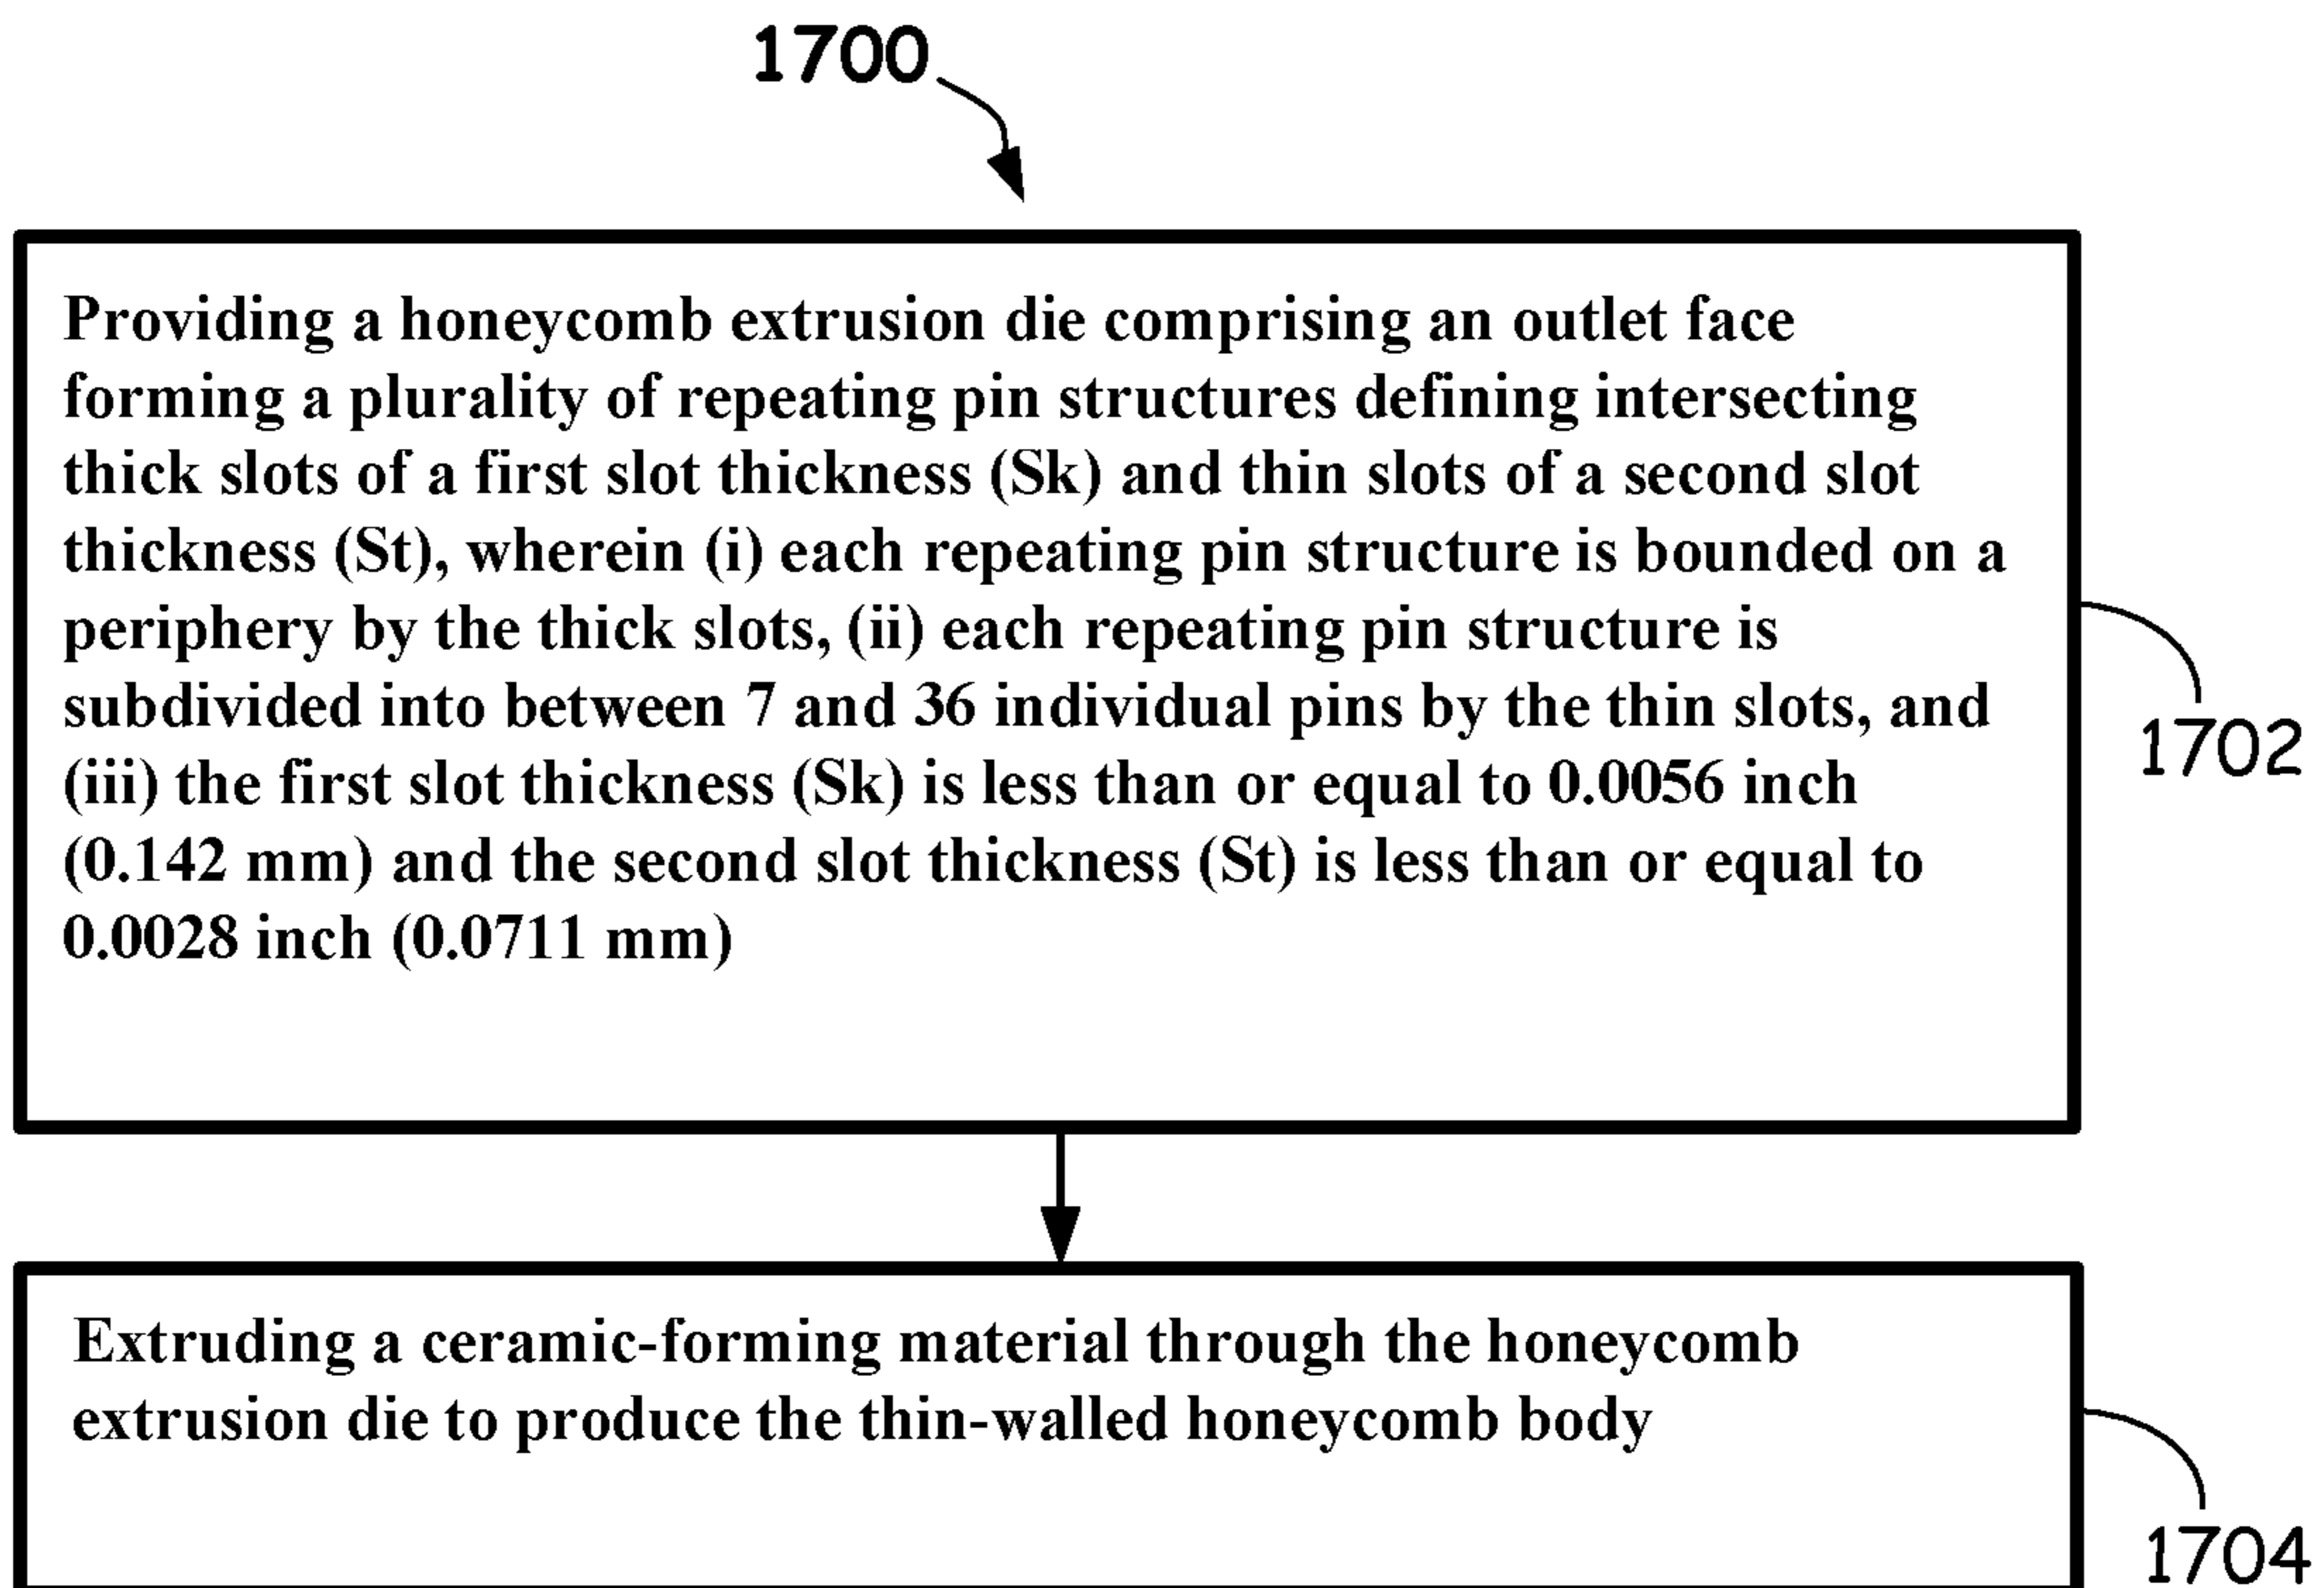 1700
Providing a honeycomb extrusion die comprising an outlet face
forming a plurality of repeating pin structures defining intersecting
thick slots of a first slot thickness (Sk) and thin slots of a second slot
thickness (St), wherein (i) each repeating pin structure is bounded on a
periphery by the thick slots, (ii) each repeating pin structure is
subdivided into between 7 and 36 individual pins by the thin slots, and
(iii) the first slot thickness (Sk) is less than or equal to 0.0056 inch
(0.142 mm) and the second slot thickness (St) is less than or equal to
0.0028 inch (0.0711 mm)
1702
Extruding a ceramic-forming material through the honeycomb
extrusion die to produce the thin-walled honeycomb body
1704